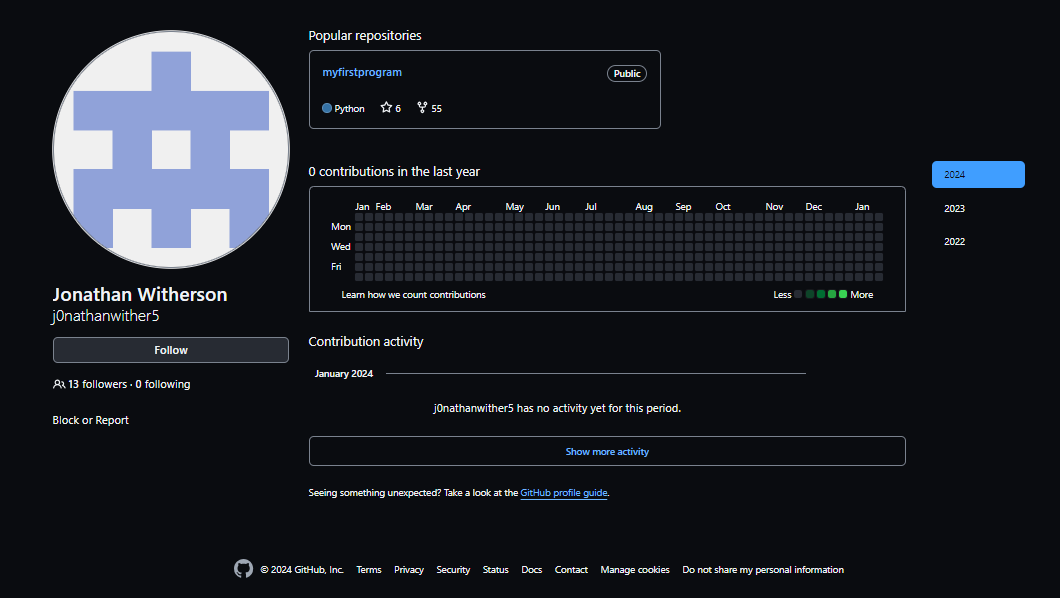 Popular repositories
myfirstprogram
Public
Python 6 55
0 contributions in the last year
Jan Feb Mar Apr May Jun Jul Aug Sep Oct Nov Dec Jan
Mon
Wed
Fri
Learn how we count contributions
Less More
2024
2023
2022
Jonathan Witherson
j0nathanwither5
Follow
13 followers · 0 following
Block or Report
Contribution activity
January 2024
j0nathanwither5 has no activity yet for this period.
Show more activity
Seeing something unexpected? Take a look at the GitHub profile guide.
© 2024 GitHub, Inc. Terms Privacy Security Status Docs Contact Manage cookies Do not share my personal information